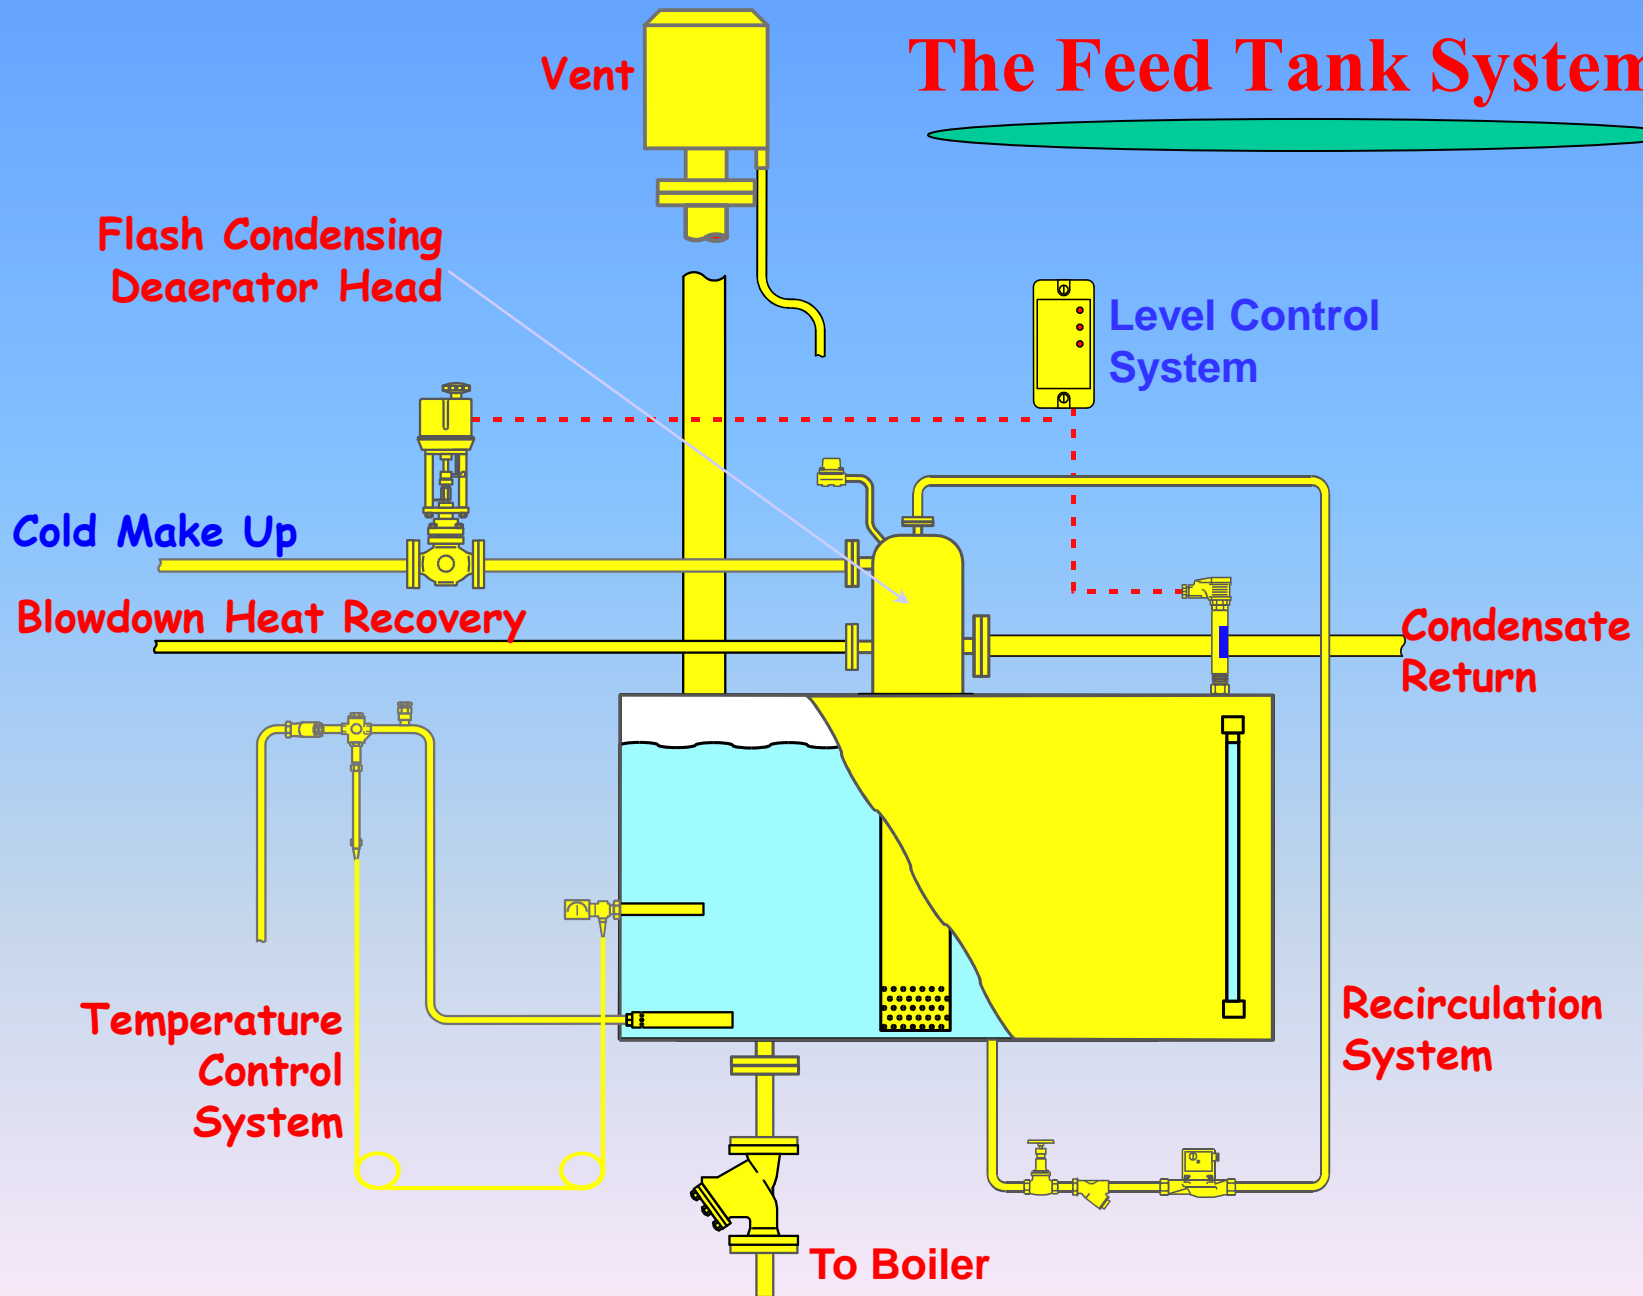 The Feed Tank System
Vent
Flash Condensing
Deaerator Head
Level Control
System
Cold Make Up
Blowdown Heat Recovery
Condensate
Return
Temperature
Control
System
Recirculation
System
To Boiler